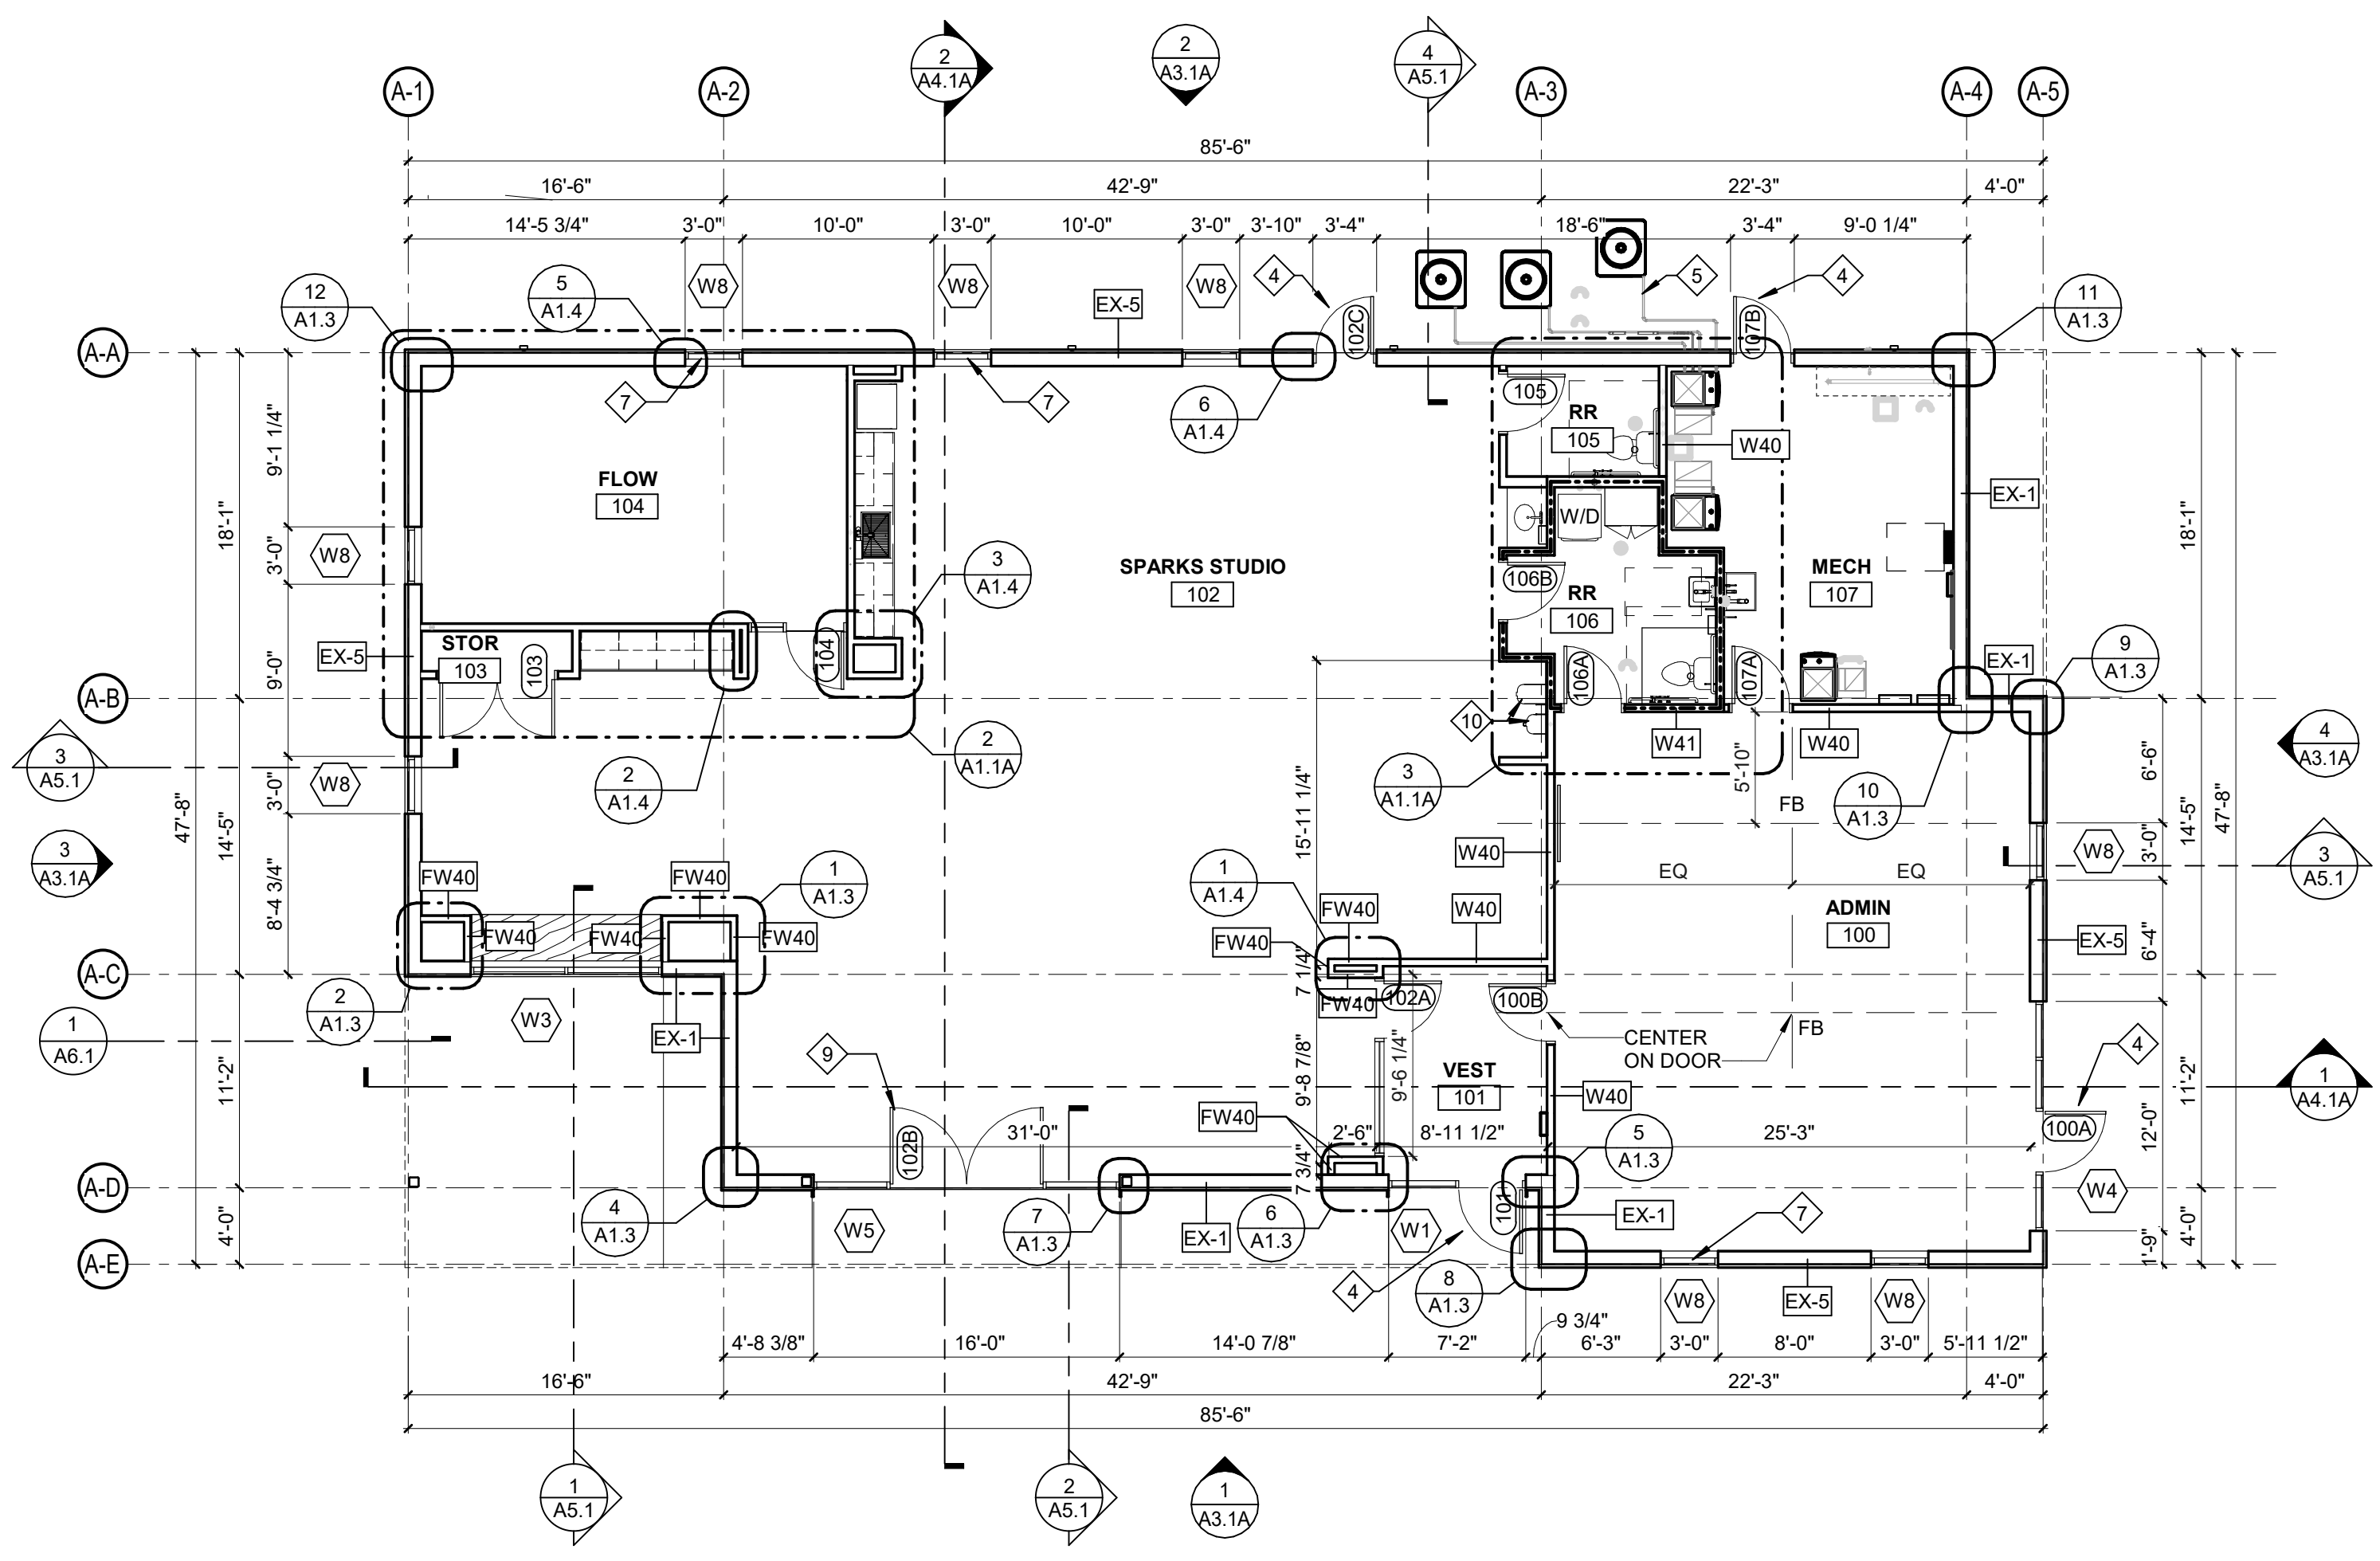 2
A4.1A
2
A3.1A
4
A5.1
A-1
A-2
A-3
A-4
A-5
85'-6"
16'-6"
42'-9"
22'-3"
4'-0"
14'-5 3/4"
3'-0"
10'-0"
3'-0"
10'-0"
3'-0"
3'-10"
3'-4"
18'-6"
3'-4"
9'-0 1/4"
12
A1.3
5
A1.4
W8
W8
EX-5
W8
4
102C
5
107B
4
11
A1.3
A-A
7
7
6
A1.4
105
RR
105
W40
9'-1 1/4"
18'-1"
FLOW
104
EX-1
18'-1"
W/D
3'-0"
W8
3
A1.4
SPARKS STUDIO
102
106B
RR
106
MECH
107
9'-0"
EX-5
STOR
103
103
104
106A
107A
EX-1
9
A1.3
A-B
10
W41
W40
3
A5.1
2
A1.4
2
A1.1A
3
A1.1A
5'-10"
FB
10
A1.3
6'-6"
4
A3.1A
47'-8"
14'-5"
3'-0"
W8
15'-11 1/4"
14'-5"
47'-8"
3
A3.1A
8'-4 3/4"
FW40
FW40
1
A1.3
1
A1.4
W40
EQ
EQ
W8
3'-0"
3
A5.1
FW40
FW40
FW40
FW40
W40
FW40
ADMIN
100
EX-5
6'-4"
A-C
7 1/4"
FW40
102A
100B
2
A1.3
W3
EX-1
1
A6.1
CENTER
ON DOOR
FB
9
4
11'-2"
9'-8 7/8"
9'-6 1/4"
VEST
101
W40
11'-2"
1
A4.1A
FW40
102B
31'-0"
2'-6"
8'-11 1/2"
5
A1.3
25'-3"
100A
12'-0"
A-D
7 3/4"
4
A1.3
W5
7
A1.3
EX-1
6
A1.3
W1
101
EX-1
7
W4
4'-0"
A-E
4
8
A1.3
W8
EX-5
W8
1'-9"
4'-0"
9 3/4"
4'-8 3/8"
16'-0"
14'-0 7/8"
7'-2"
6'-3"
3'-0"
8'-0"
3'-0"
5'-11 1/2"
16'-6"
42'-9"
22'-3"
4'-0"
85'-6"
1
A5.1
2
A5.1
1
A3.1A